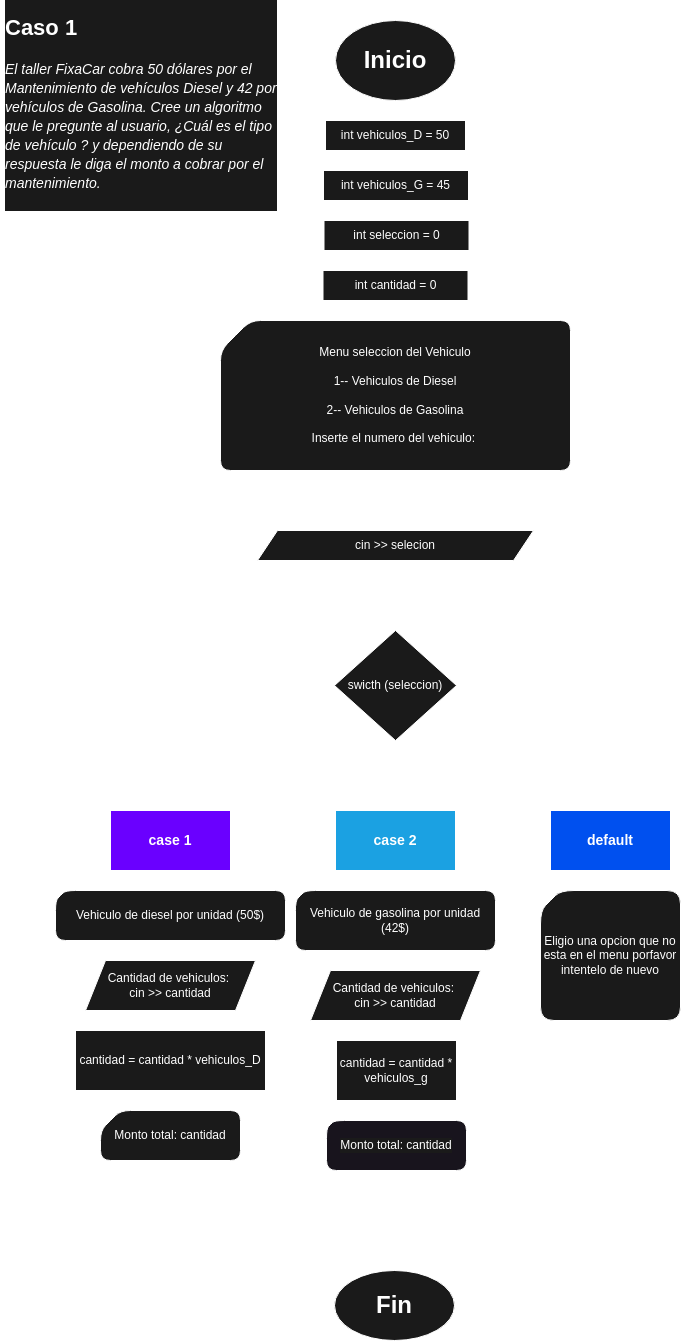 Caso 1
El taller FixaCar cobra 50 dólares por el
Mantenimiento de vehículos Diesel y 42 por
vehículos de Gasolina. Cree un algoritmo
que le pregunte al usuario, ¿Cuál es el tipo
de vehículo ? y dependiendo de su
respuesta le diga el monto a cobrar por el
mantenimiento.
Inicio
int vehiculos_D = 50
int vehiculos_G = 45
int seleccion = 0
int cantidad = 0
Menu seleccion del Vehiculo
1-- Vehiculos de Diesel
2-- Vehiculos de Gasolina
Inserte el numero del vehiculo:
cin >> selecion
swicth (seleccion)
case 1
Vehiculo de diesel por unidad (50$)
Cantidad de vehiculos:
cin >> cantidad
cantidad = cantidad * vehiculos_D
Monto total: cantidad
case 2
Vehiculo de gasolina por unidad
(42$)
Cantidad de vehiculos:
cin >> cantidad
cantidad = cantidad *
vehiculos_g
Monto total: cantidad
default
Eligio una opcion que no
esta en el menu porfavor
intentelo de nuevo
Fin